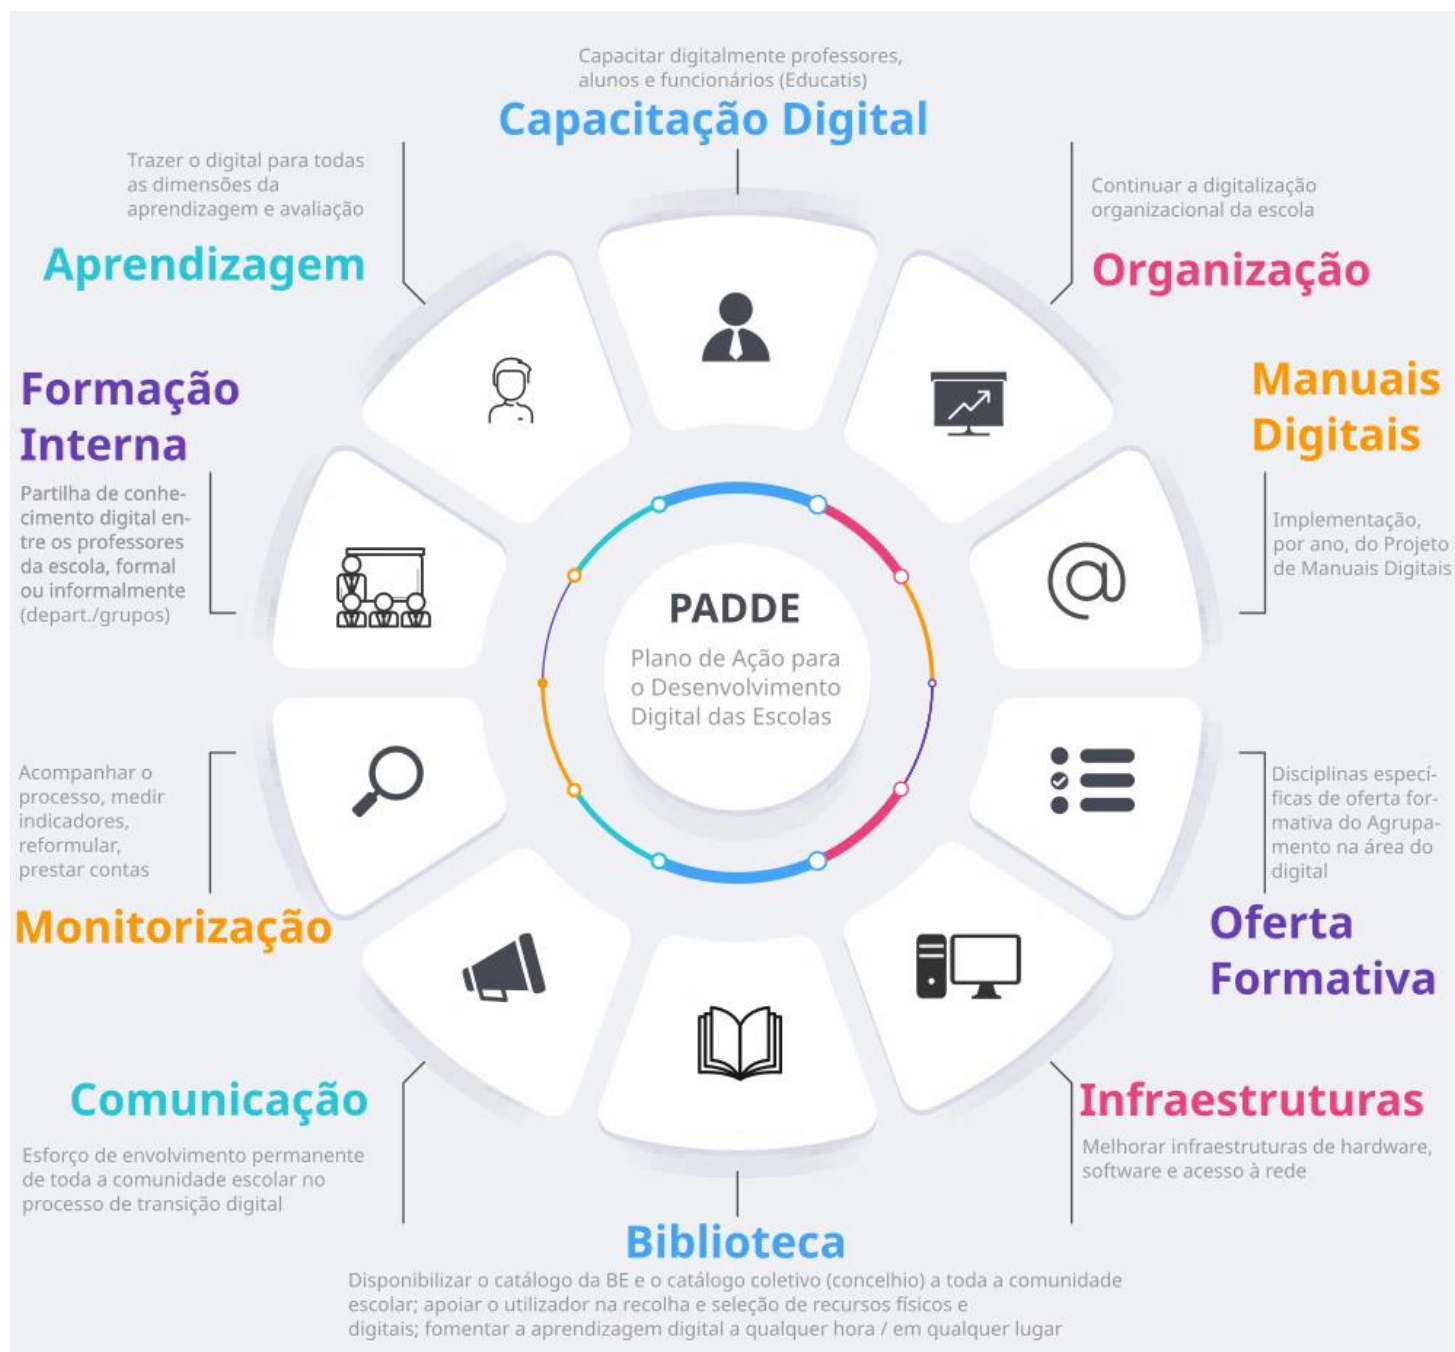 Capacitar digitalmente professores,
alunos e funcionários (Educatis)
Capacitação Digital
Trazer o digital para todas
as dimensões da
aprendizagem e avaliação
Aprendizagem
Continuar a digitalização
organizacional da escola
Organização
Formação
Interna
Partilha de conhe-
cimento digital en-
tre os professores
da escola, formal
ou informalmente
(depart./grupos)
Manuais
Digitais
Implementação,
por ano, do Projeto
de Manuais Digitais
PADDE
Plano de Ação para
o Desenvolvimento
Digital das Escolas
Acompanhar o
processo, medir
indicadores,
reformular,
prestar contas
Monitorização
Disciplinas especí-
ficas de oferta for-
mativa do Agrupa-
mento na área do
digital
Oferta
Formativa
Comunicação
Esforço de envolvimento permanente
de toda a comunidade escolar no
processo de transição digital
Infraestruturas
Melhorar infraestruturas de hardware,
software e acesso à rede
Biblioteca
Disponibilizar o catálogo da BE e o catálogo coletivo (concelhio) a toda a comunidade
escolar; apoiar o utilizador na recolha e seleção de recursos físicos e
digitais; fomentar a aprendizagem digital a qualquer hora / em qualquer lugar